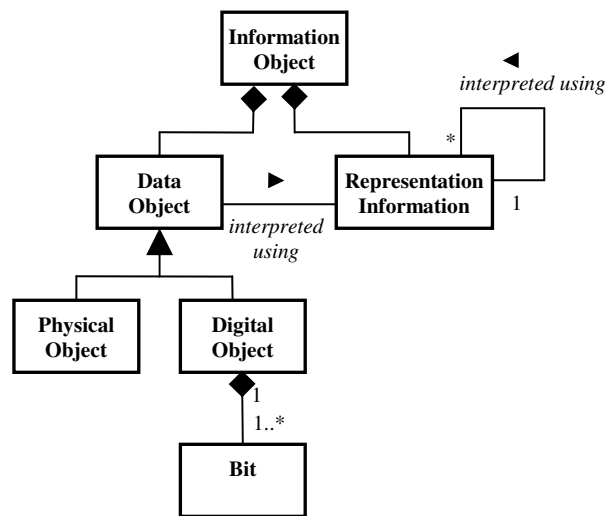 Information
Object
interpreted using
*
1
Data
Object
interpreted
using
Representation
Information
Physical
Object
Digital
Object
1
1..*
Bit